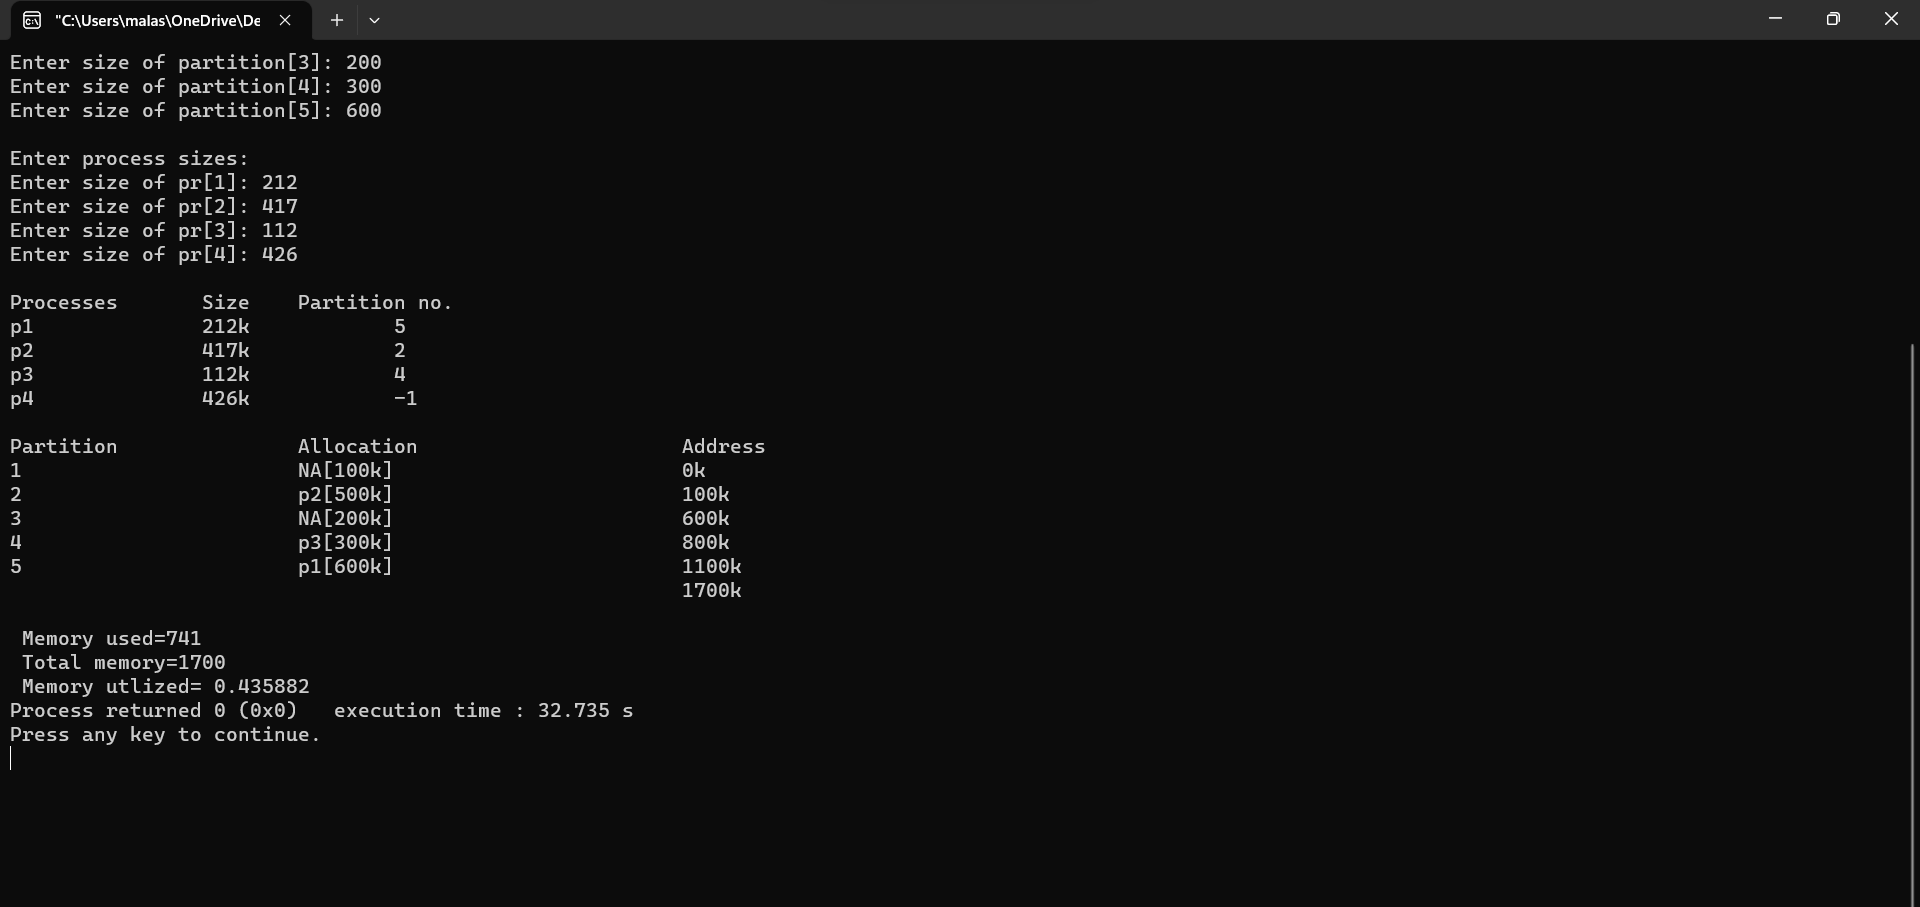 "C:\Users\malas\OneDrive\De
Enter size of partition[3]: 200
Enter size of partition[4]: 300
Enter size of partition[5]: 600
Enter process sizes:
Enter size of pr[1]: 212
Enter size of pr[2]: 417
Enter size of pr[3]: 112
Enter size of pr[4]: 426
Processes Size Partition no.
p1 212k 5
p2 417k 2
p3 112k 4
p4 426k -1
Partition Allocation Address
1 NA[100k] 0k
2 p2[500k] 100k
3 NA[200k] 600k
4 p3[300k] 800k
5 p1[600k] 1100k
1700k
Memory used=741
Total memory=1700
Memory utlized= 0.435882
Process returned 0 (0x0) execution time : 32.735 s
Press any key to continue.